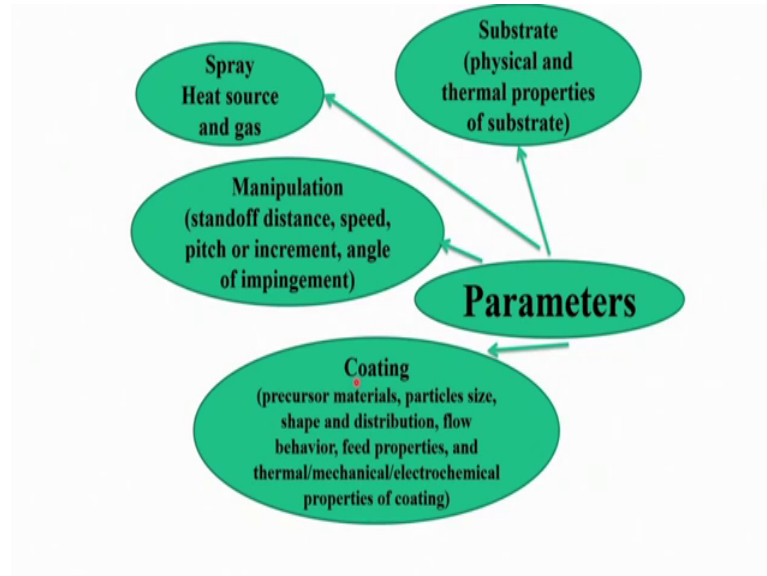 Substrate
(physical and
thermal properties
of substrate)
Spray
Heat source
and gas
Manipulation
(standoff distance, speed,
pitch or increment, angle
of impingement)
Parameters
Coating
(precursor materials, particles size,
shape and distribution, flow
behavior, feed properties, and
thermal/mechanical/electrochemical
properties of coating)